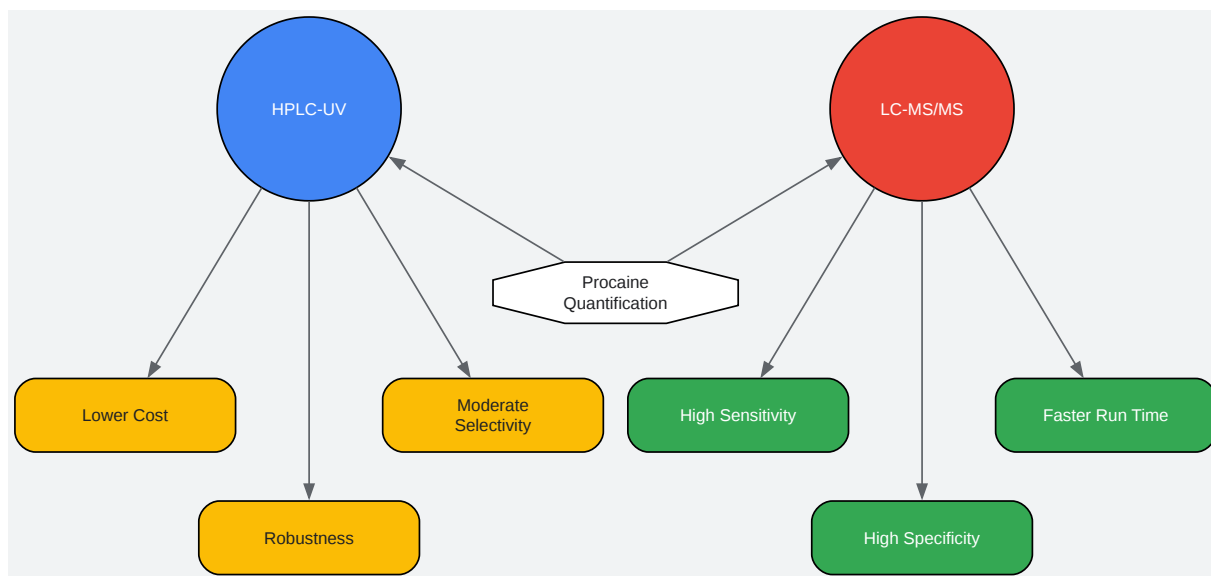 HPLC-UV
LC-MS/MS
Procaine
Quantification
Lower Cost
Moderate
Selectivity
High Sensitivity
Faster Run Time
Robustness
High Specificity